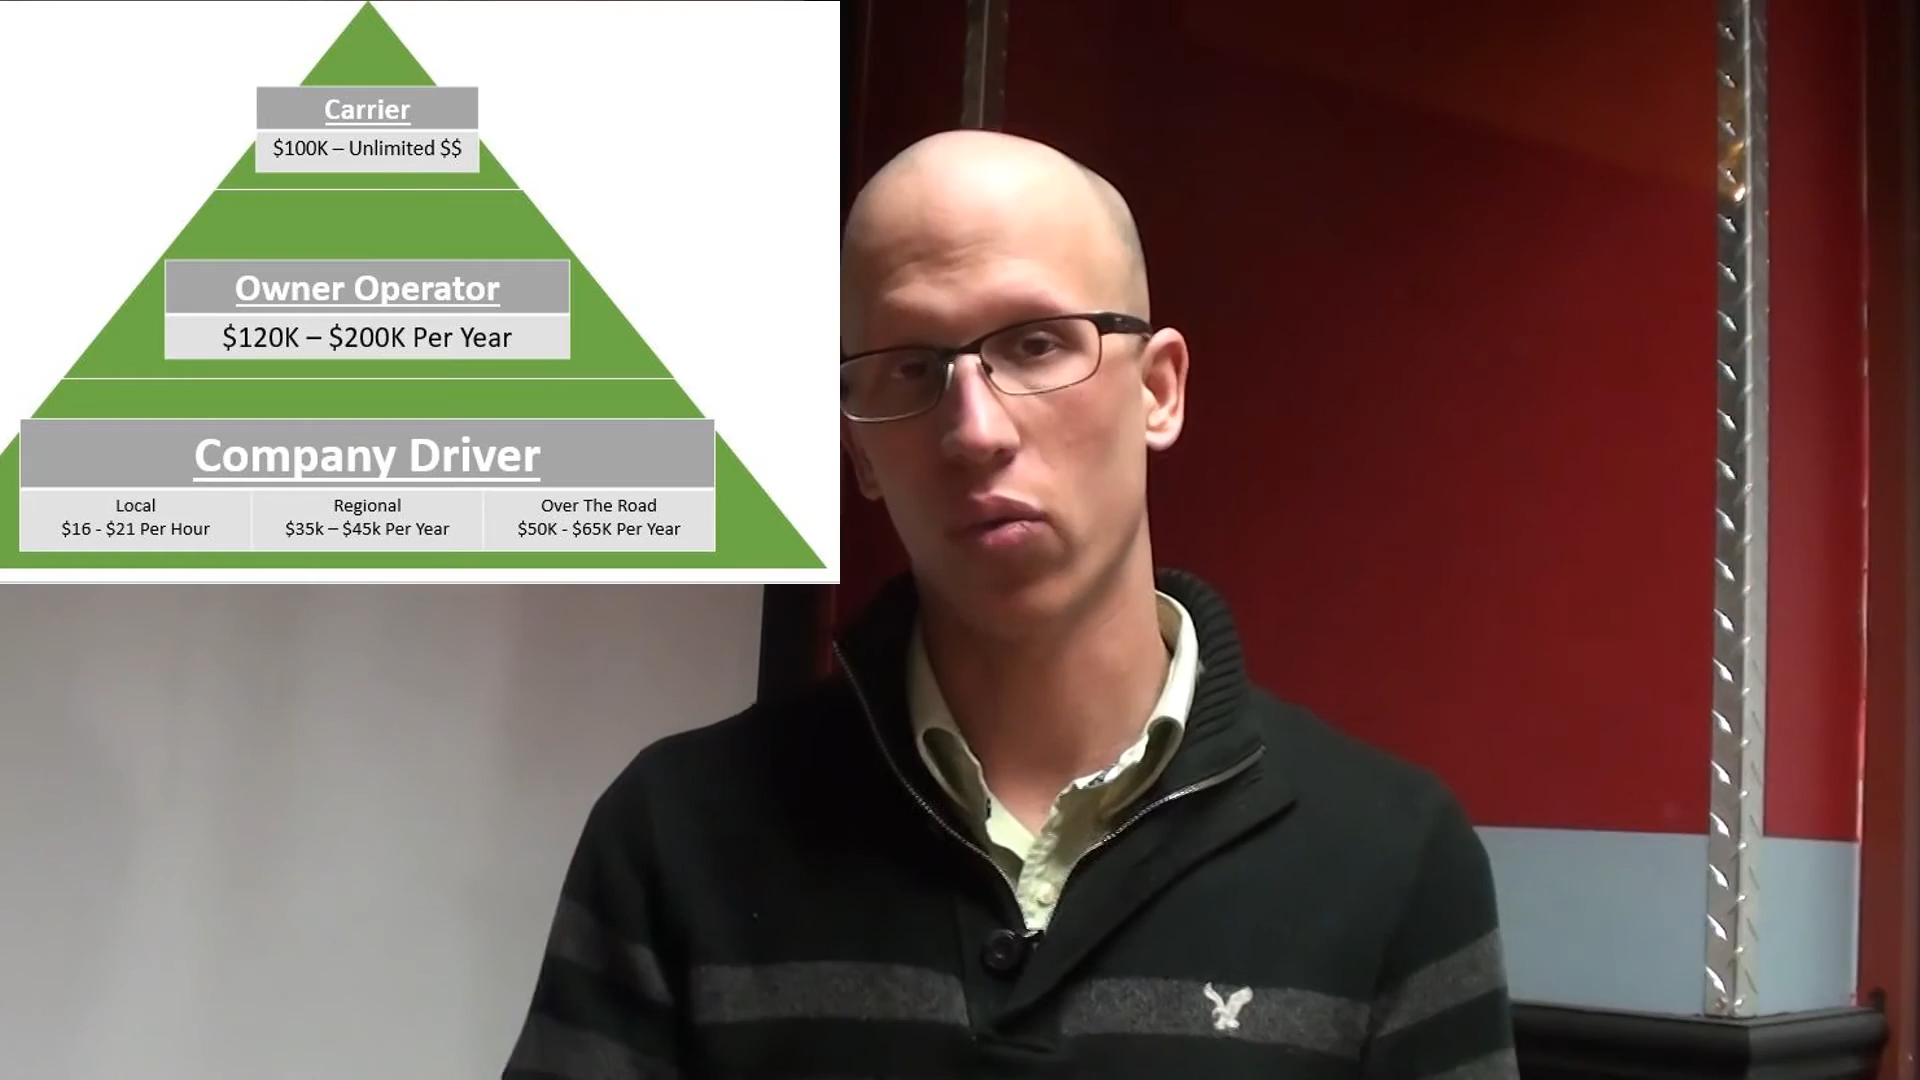 Carrier
$100K – Unlimited $$
Owner Operator
$120K – $200K Per Year
Company Driver
Local
$16 - $21 Per Hour
Regional
$35k – $45k Per Year
Over The Road
$50K - $65K Per Year